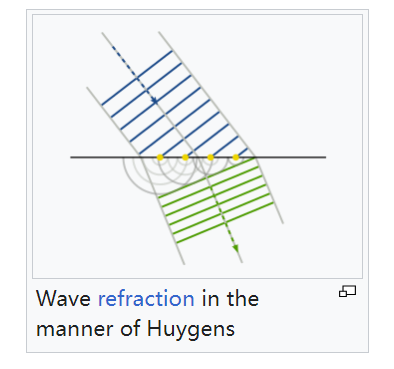 Wave refraction in the
manner of Huygens